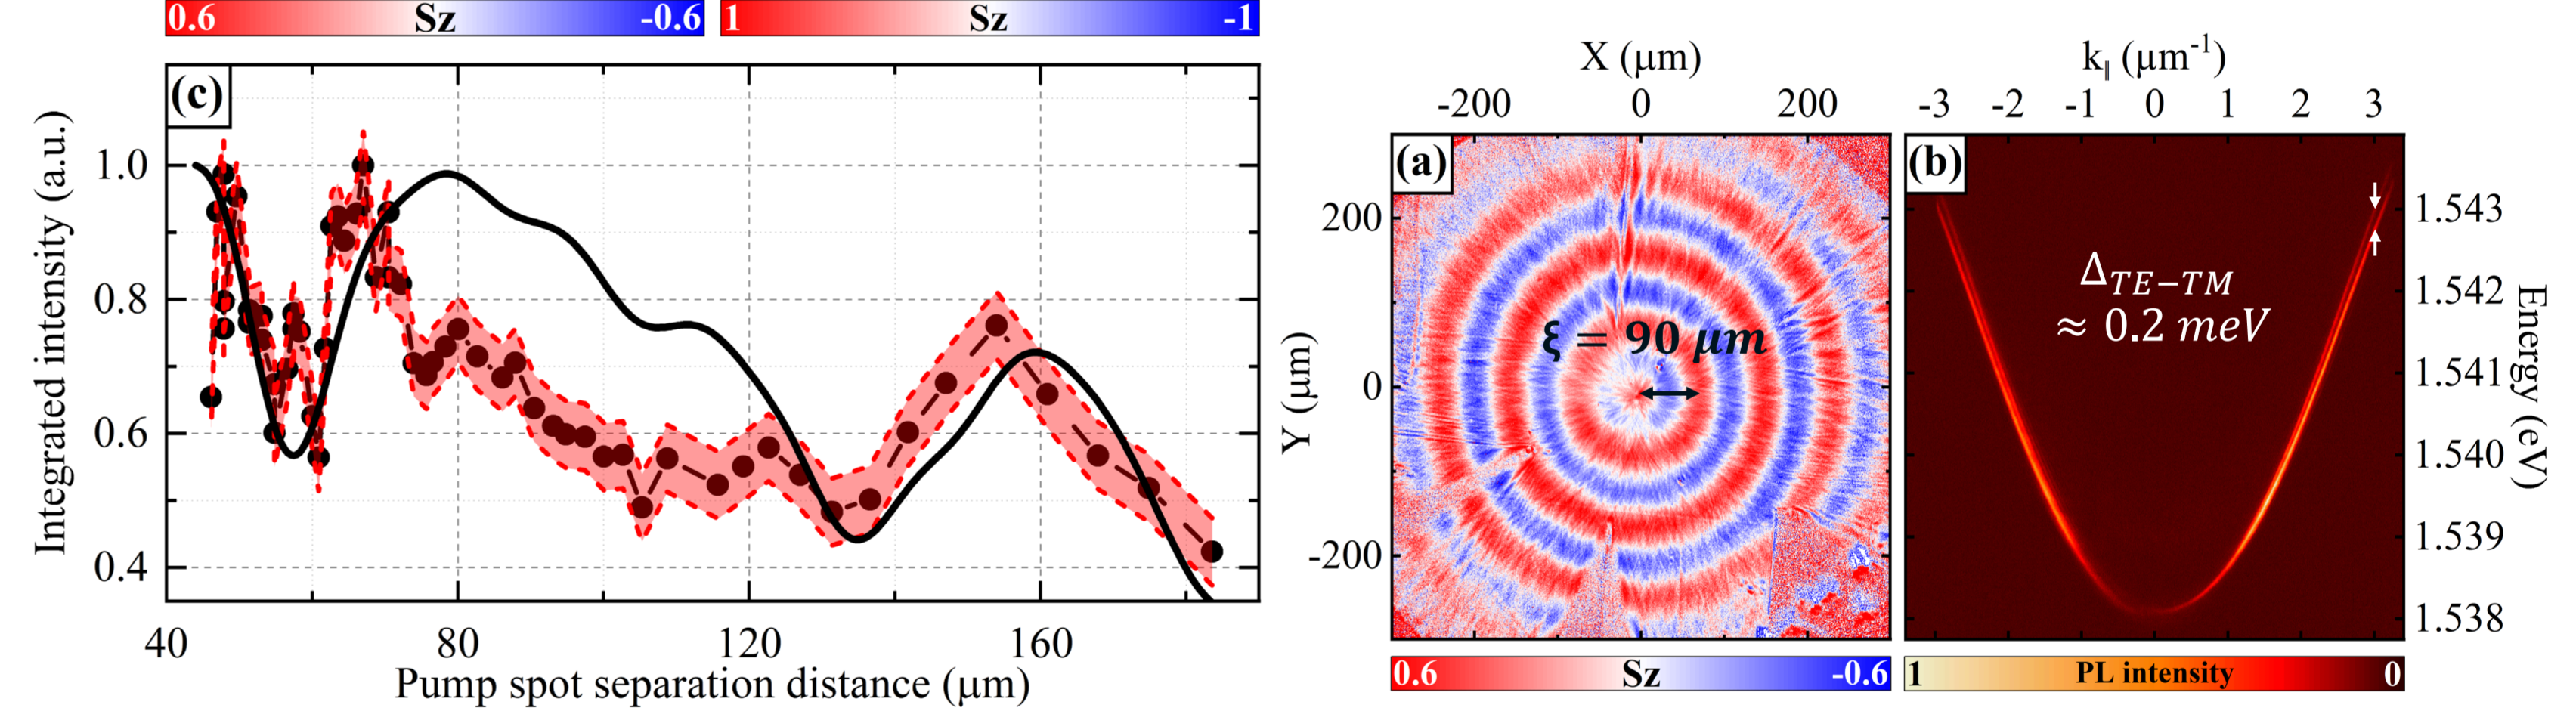 0.6 Sz -0.6
1 Sz -1
(c)
Integrated intensity (a.u.)
1.0
0.8
0.6
0.4
40 80 120 160
Pump spot separation distance (μm)
X (μm)
-200 0 200
(a)
Y (μm)
200
0
-200
ξ = 90 μm
0.6 Sz -0.6
k∥ (μm⁻¹)
-3 -2 -1 0 1 2 3
(b)
Δ_TE−TM
≈ 0.2 meV
1.543
1.542
1.541
1.540
1.539
1.538
Energy (eV)
1 PL intensity 0